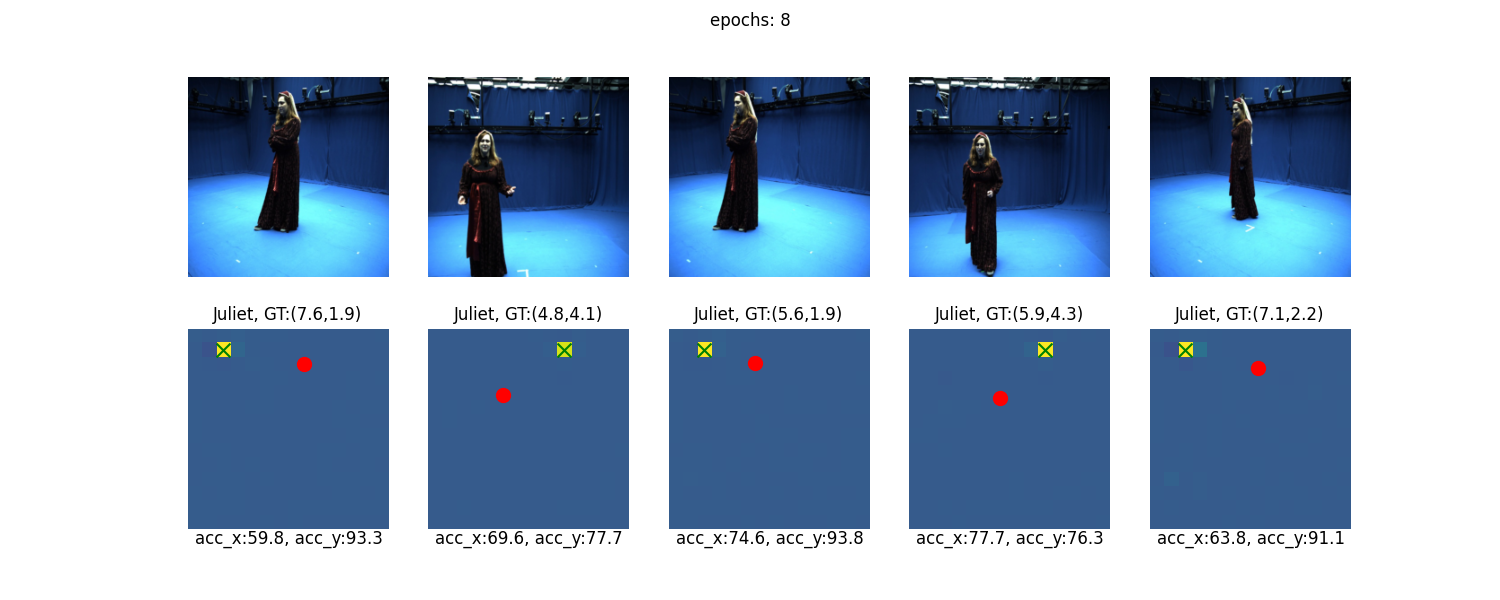 epochs: 8
Juliet, GT:(7.6,1.9)
Juliet, GT:(4.8,4.1)
Juliet, GT:(5.6,1.9)
Juliet, GT:(5.9,4.3)
Juliet, GT:(7.1,2.2)
acc_x:59.8, acc_y:93.3
acc_x:69.6, acc_y:77.7
acc_x:74.6, acc_y:93.8
acc_x:77.7, acc_y:76.3
acc_x:63.8, acc_y:91.1